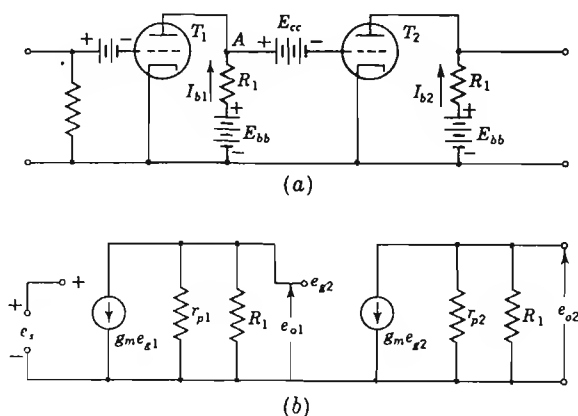 T1
A
Ecc
T2
+ − + − 
R1
R1
Ib1
Ib2
+
+
Ebb
Ebb
−
−
(a)
+
+
es
−
gmeg1
rp1
R1
eo1
eg2
gmeg2
rp2
R1
eo2
(b)